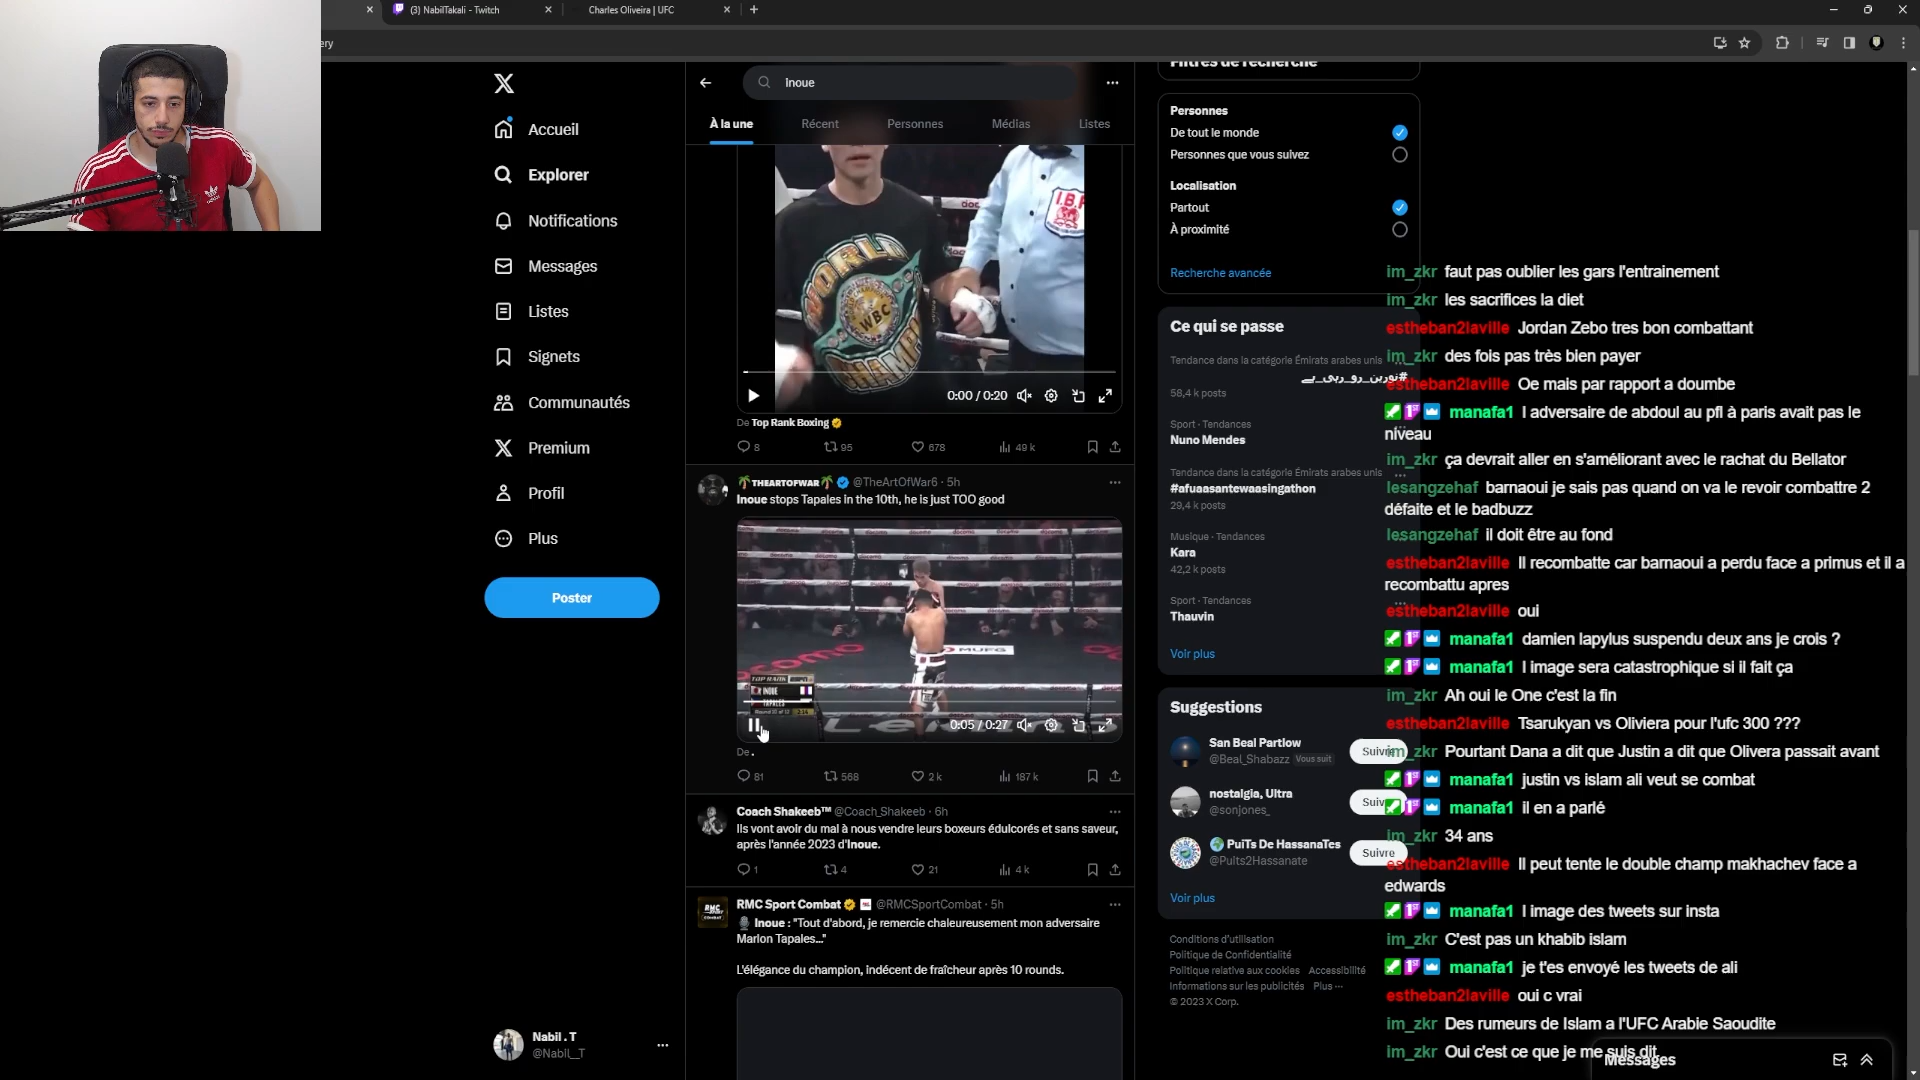 (3) NabilTakali - Twitch
Charles Oliveira | UFC
ery
Accueil
Explorer
Notifications
Messages
Listes
Signets
Communautés
Premium
Profil
Plus
Poster
Nabil . T
@Nabil__T
Inoue
À la une
Récent
Personnes
Médias
Listes
I.B.F
WORLD
WBC
CHAMPI
0:00 / 0:20
De Top Rank Boxing
8
95
678
49 k
🌴THEARTOFWAR🌴 @TheArtOfWar6 · 5h
Inoue stops Tapales in the 10th, he is just TOO good
MUFG
TOP RANK
INOUE
TAPALES
0:05 / 0:27
De .
81
568
2 k
187 k
Coach Shakeeb™ @Coach_Shakeeb · 6h
Ils vont avoir du mal à nous vendre leurs boxeurs édulcorés et sans saveur,
après l'année 2023 d'Inoue.
1
4
21
4 k
RMC Sport Combat @RMCSportCombat · 5h
🎙 Inoue : "Tout d'abord, je remercie chaleureusement mon adversaire
Marlon Tapales..."
L'élégance du champion, indécent de fraîcheur après 10 rounds.
Filtres de recherche
Personnes
De tout le monde
Personnes que vous suivez
Localisation
Partout
À proximité
Recherche avancée
Ce qui se passe
Tendance dans la catégorie Émirats arabes unis
58,4 k posts
Sport · Tendances
Nuno Mendes
Tendance dans la catégorie Émirats arabes unis
#afuaasantewaasingathon
29,4 k posts
Musique · Tendances
Kara
42,2 k posts
Sport · Tendances
Thauvin
Voir plus
Suggestions
San Beal Partlow
@Beal_Shabazz Vous suit
Suivre
nostalgia, Ultra
@sonjones_
Suivre
PuiTs De HassanaTes
@Puits2Hassanate
Suivre
Voir plus
Conditions d'utilisation
Politique de Confidentialité
Politique relative aux cookies Accessibilité
Informations sur les publicités Plus ···
© 2023 X Corp.
im_zkr faut pas oublier les gars l'entrainement
im_zkr les sacrifices la diet
estheban2laville Jordan Zebo tres bon combattant
im_zkr des fois pas très bien payer
estheban2laville Oe mais par rapport a doumbe
manafa1 l adversaire de abdoul au pfl à paris avait pas le
niveau
im_zkr ça devrait aller en s'améliorant avec le rachat du Bellator
lesangzehaf barnaoui je sais pas quand on va le revoir combattre 2
défaite et le badbuzz
lesangzehaf il doit être au fond
estheban2laville Il recombatte car barnaoui a perdu face a primus et il a
recombattu apres
estheban2laville oui
manafa1 damien lapylus suspendu deux ans je crois ?
manafa1 l image sera catastrophique si il fait ça
im_zkr Ah oui le One c'est la fin
estheban2laville Tsarukyan vs Oliviera pour l'ufc 300 ???
im_zkr Pourtant Dana a dit que Justin a dit que Olivera passait avant
manafa1 justin vs islam ali veut se combat
manafa1 il en a parlé
im_zkr 34 ans
estheban2laville Il peut tente le double champ makhachev face a
edwards
manafa1 l image des tweets sur insta
im_zkr C'est pas un khabib islam
manafa1 je t'es envoyé les tweets de ali
estheban2laville oui c vrai
im_zkr Des rumeurs de Islam a l'UFC Arabie Saoudite
im_zkr Oui c'est ce que je me suis dit
Messages